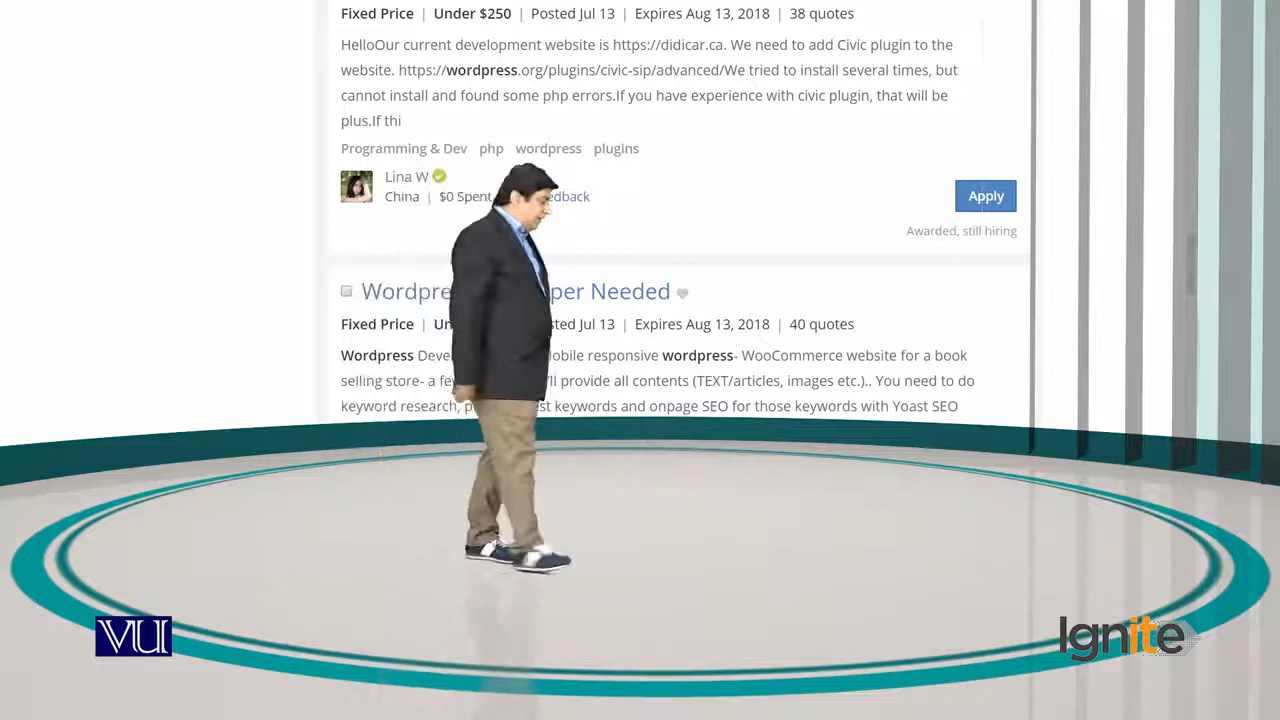 Fixed Price | Under $250 | Posted Jul 13 | Expires Aug 13, 2018 | 38 quotes
HelloOur current development website is https://didicar.ca. We need to add Civic plugin to the
website. https://wordpress.org/plugins/civic-sip/advanced/We tried to install several times, but
cannot install and found some php errors.If you have experience with civic plugin, that will be
plus.If thi
Programming & Dev php wordpress plugins
Lina W
China | $0 Spent edback
Apply
Awarded, still hiring
Wordpre per Needed
Fixed Price | Un sted Jul 13 | Expires Aug 13, 2018 | 40 quotes
Wordpress Deve obile responsive wordpress- WooCommerce website for a book
selling store- a fe 'll provide all contents (TEXT/articles, images etc.).. You need to do
keyword research, p est keywords and onpage SEO for those keywords with Yoast SEO
VU
Ignite